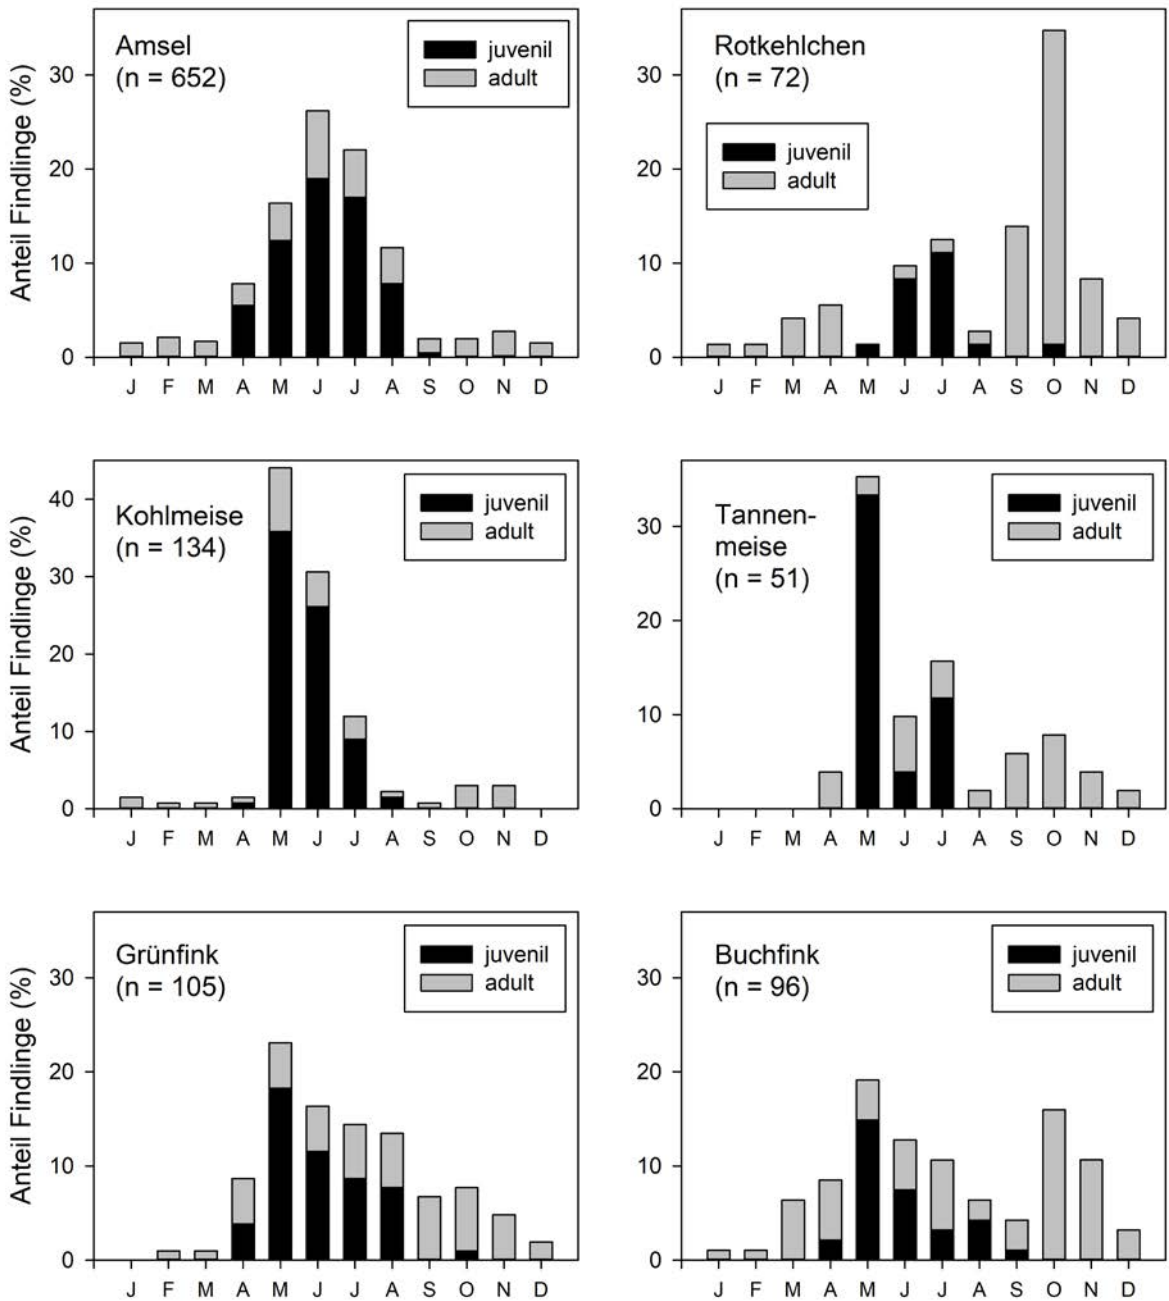 Amsel
(n = 652)
juvenil
adult
Anteil Findlinge (%)
30
20
10
0
J F M A M J J A S O N D
Rotkehlchen
(n = 72)
juvenil
adult
30
20
10
0
J F M A M J J A S O N D
Kohlmeise
(n = 134)
juvenil
adult
Anteil Findlinge (%)
40
30
20
10
0
J F M A M J J A S O N D
Tannen-
meise
(n = 51)
juvenil
adult
30
20
10
0
J F M A M J J A S O N D
Grünfink
(n = 105)
juvenil
adult
Anteil Findlinge (%)
30
20
10
0
J F M A M J J A S O N D
Buchfink
(n = 96)
juvenil
adult
30
20
10
0
J F M A M J J A S O N D